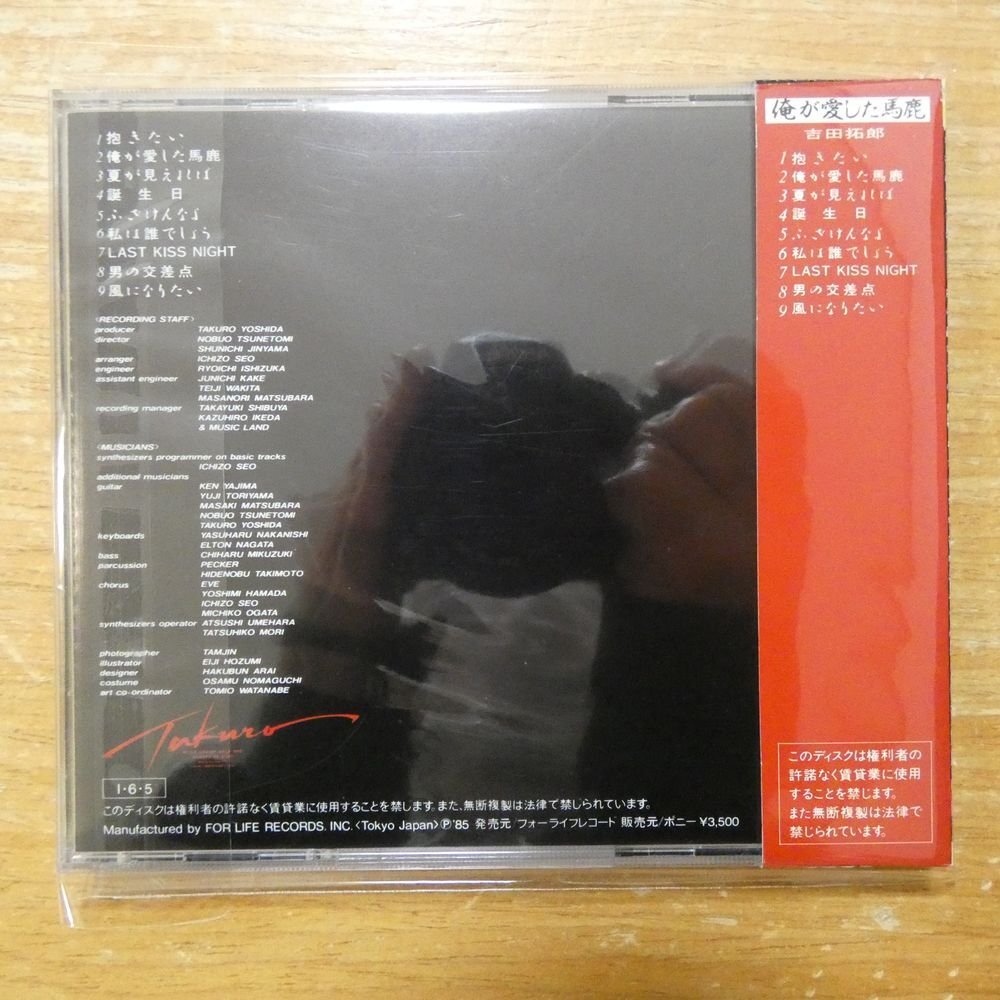 1 抱きたい
2 俺が愛した馬鹿
3 夏が見えれば
4 誕生日
5 ふざけんなよ
6 私は誰でしょう
7 LAST KISS NIGHT
8 男の交差点
9 風になりたい
〈RECORDING STAFF〉
producer TAKURO YOSHIDA
director NOBUO TSUNETOMI
SHUNICHI JINYAMA
arranger ICHIZO SEO
engineer RYOICHI ISHIZUKA
assistant engineer JUNICHI KAKE
TEIJI WAKITA
MASANORI MATSUBARA
recording manager TAKAYUKI SHIBUYA
KAZUHIRO IKEDA
& MUSIC LAND
〈MUSICIANS〉
synthesizers programmer on basic tracks
ICHIZO SEO
additional musicians
guitar KEN YAJIMA
YUJI TORIYAMA
MASAKI MATSUBARA
NOBUO TSUNETOMI
TAKURO YOSHIDA
keyboards YASUHARU NAKANISHI
ELTON NAGATA
bass CHIHARU MIKUZUKI
parcussion PECKER
HIDENOBU TAKIMOTO
chorus EVE
YOSHIMI HAMADA
ICHIZO SEO
MICHIKO OGATA
synthesizers operator ATSUSHI UMEHARA
TATSUHIKO MORI
photographer TAMJIN
illustrator EIJI HOZUMI
designer HAKUBUN ARAI
costume OSAMU NOMAGUCHI
art co-ordinator TOMIO WATANABE
Takuro
1・6・5
このディスクは権利者の許諾なく賃貸業に使用することを禁じます。また、無断複製は法律で禁じられています。
Manufactured by FOR LIFE RECORDS. INC.〈Tokyo Japan〉Ⓟ'85 発売元/フォーライフレコード 販売元/ポニー ¥3,500
俺が愛した馬鹿
吉田拓郎
1 抱きたい
2 俺が愛した馬鹿
3 夏が見えれば
4 誕生日
5 ふざけんなよ
6 私は誰でしょう
7 LAST KISS NIGHT
8 男の交差点
9 風になりたい
このディスクは権利者の
許諾なく賃貸業に使用
することを禁じます。
また無断複製は法律で
禁じられています。